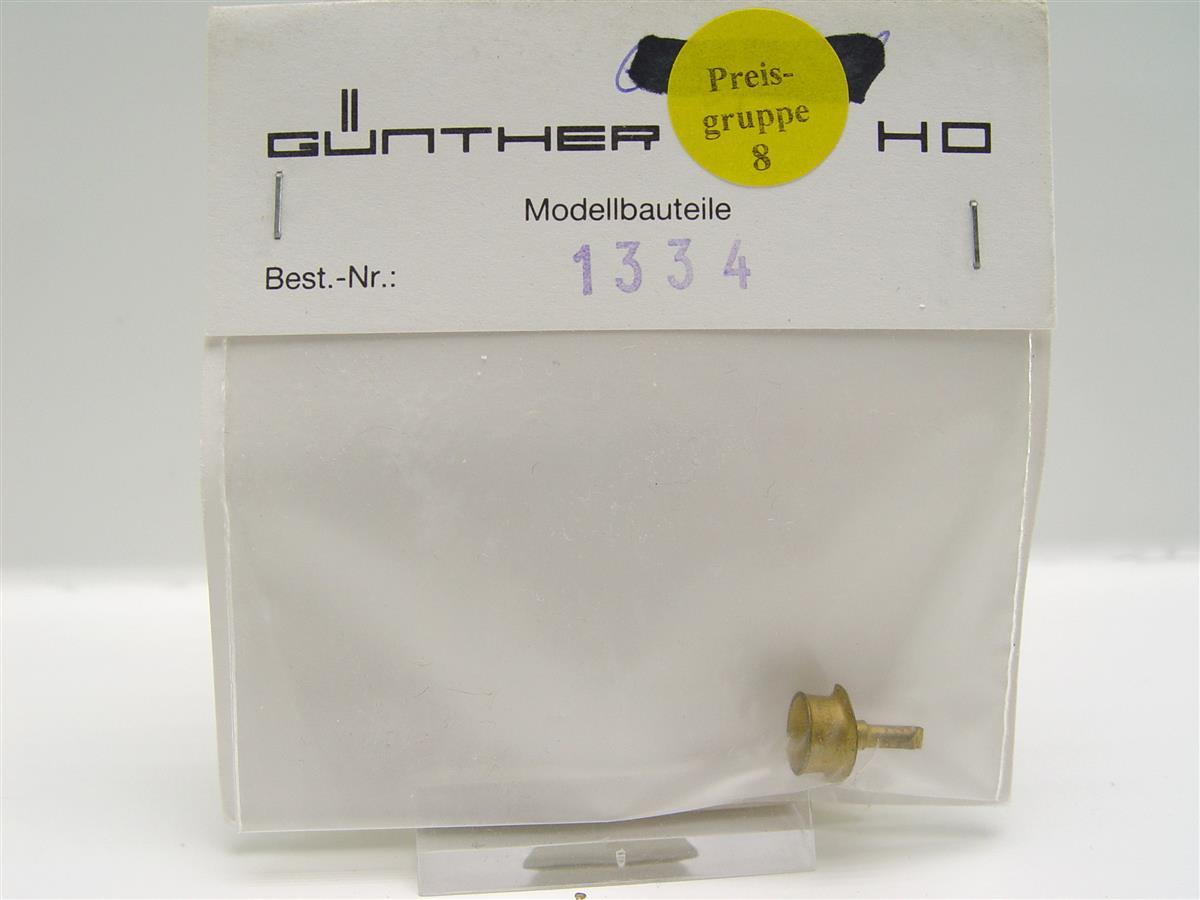 Preis-
gruppe
8
GÜNTHER HO
Modellbauteile
Best.-Nr.: 1334